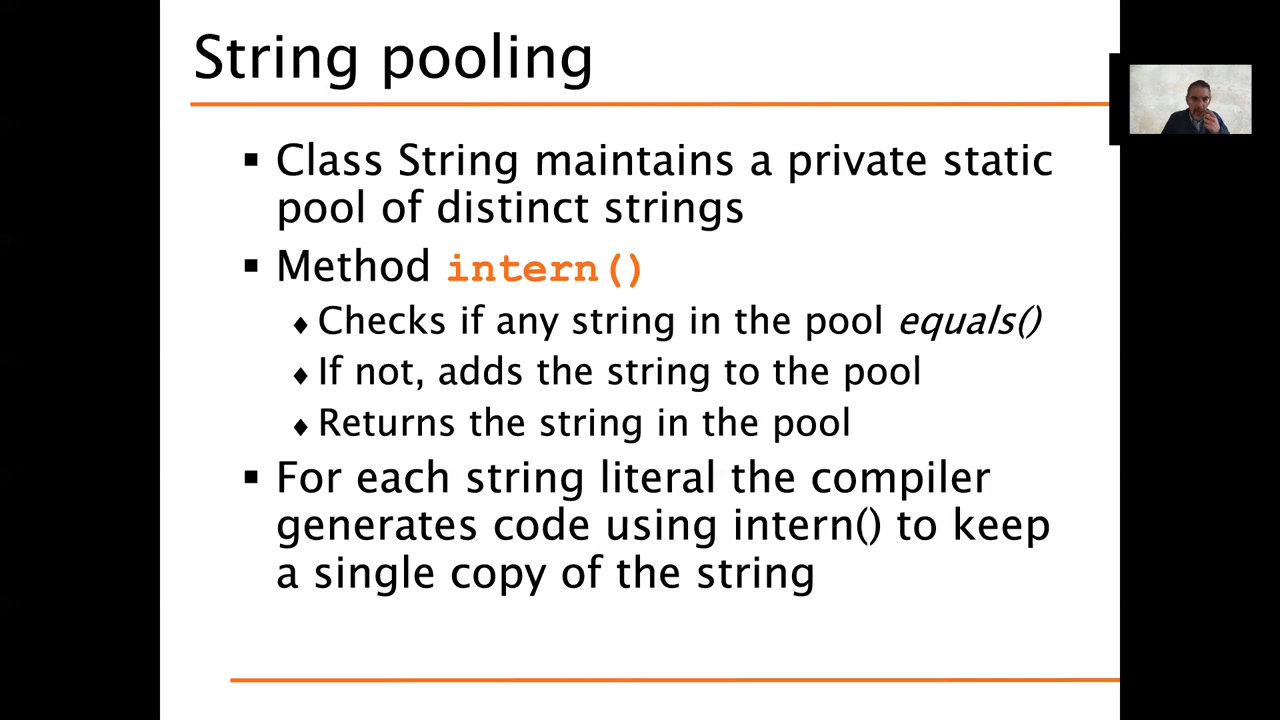 String pooling
▪ Class String maintains a private static
pool of distinct strings
▪ Method intern()
♦ Checks if any string in the pool equals()
♦ If not, adds the string to the pool
♦ Returns the string in the pool
▪ For each string literal the compiler
generates code using intern() to keep
a single copy of the string